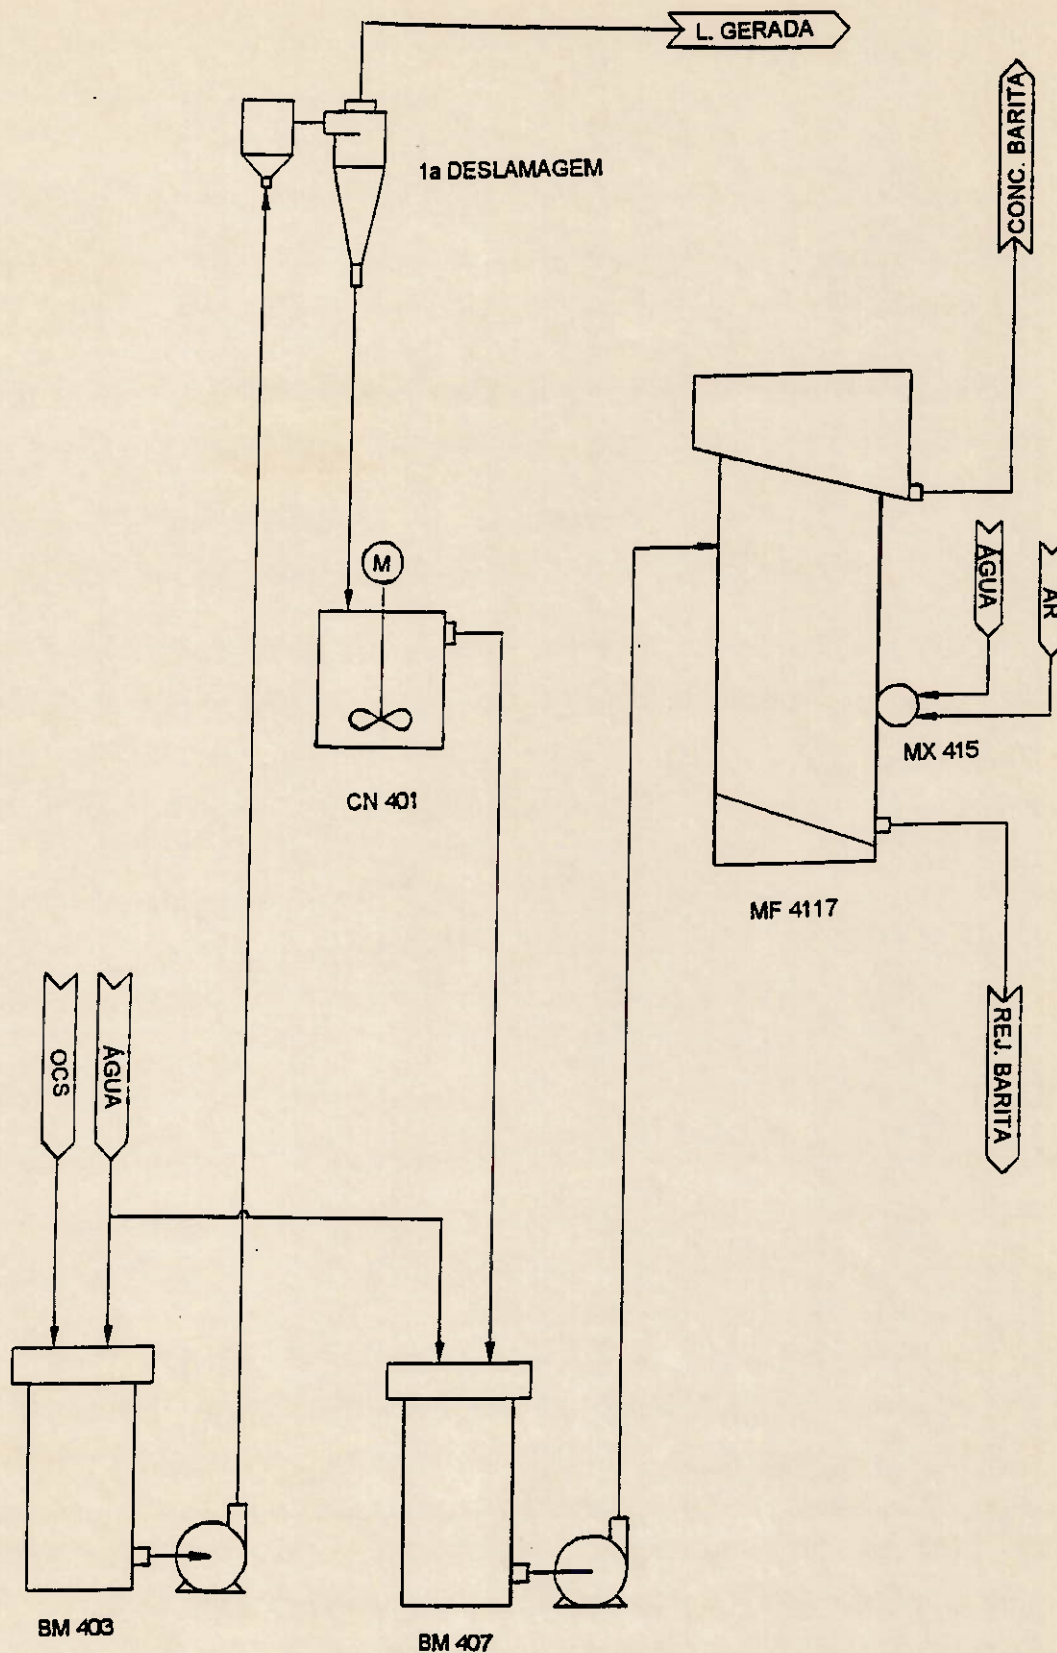 L. GERADA
CONC. BARITA
1a DESLAMAGEM
M
ÁGUA
AR
MX 415
CN 401
MF 4117
OCS
ÁGUA
REJ. BARITA
BM 403
BM 407